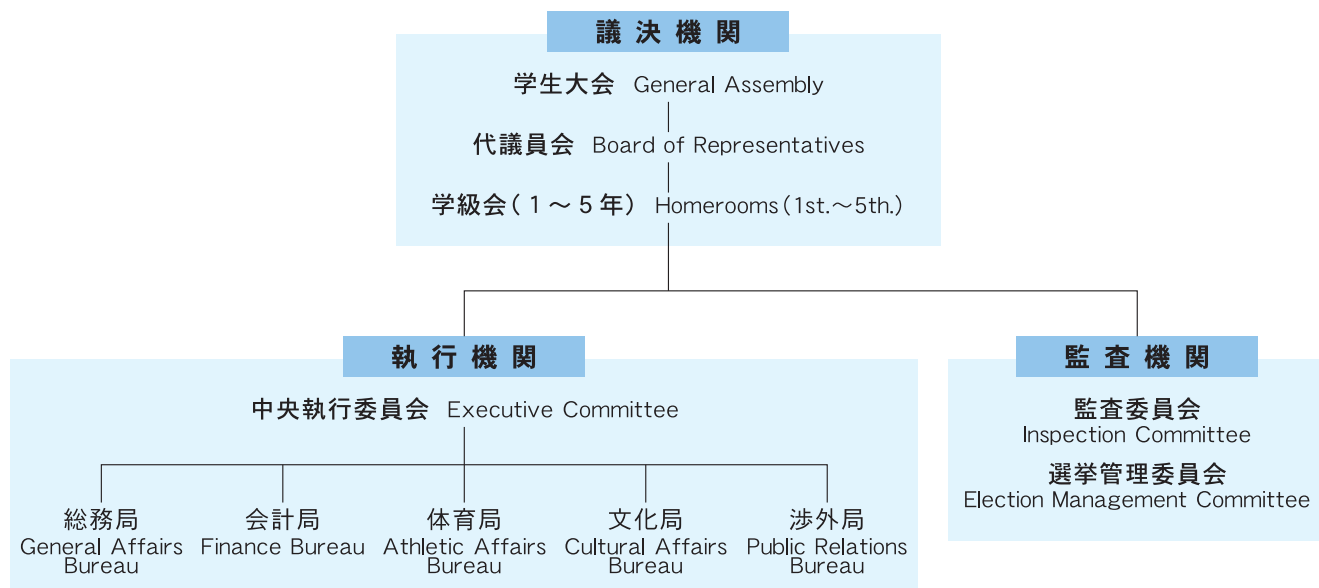 議決機関
学生大会 General Assembly
代議員会 Board of Representatives
学級会(1～5年) Homerooms(1st.～5th.)
執行機関
中央執行委員会 Executive Committee
総務局
General Affairs
Bureau
会計局
Finance Bureau
体育局
Athletic Affairs
Bureau
文化局
Cultural Affairs
Bureau
渉外局
Public Relations
Bureau
監査機関
監査委員会
Inspection Committee
選挙管理委員会
Election Management Committee